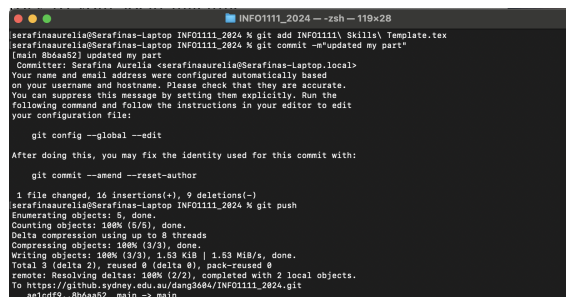 INFO1111_2024 — -zsh — 119×28
[serafinaaurelia@Serafinas-Laptop INFO1111_2024 % git add INFO1111\ Skills\ Template.tex
[serafinaaurelia@Serafinas-Laptop INFO1111_2024 % git commit -m"updated my part"
[main 8b6aa52] updated my part
 Committer: Serafina Aurelia <serafinaaurelia@Serafinas-Laptop.local>
Your name and email address were configured automatically based
on your username and hostname. Please check that they are accurate.
You can suppress this message by setting them explicitly. Run the
following command and follow the instructions in your editor to edit
your configuration file:
    git config --global --edit
After doing this, you may fix the identity used for this commit with:
    git commit --amend --reset-author
 1 file changed, 16 insertions(+), 9 deletions(-)
[serafinaaurelia@Serafinas-Laptop INFO1111_2024 % git push
Enumerating objects: 5, done.
Counting objects: 100% (5/5), done.
Delta compression using up to 8 threads
Compressing objects: 100% (3/3), done.
Writing objects: 100% (3/3), 1.53 KiB | 1.53 MiB/s, done.
Total 3 (delta 2), reused 0 (delta 0), pack-reused 0
remote: Resolving deltas: 100% (2/2), completed with 2 local objects.
To https://github.sydney.edu.au/dang3604/INFO1111_2024.git
   ae1cdf9..8b6aa52  main -> main